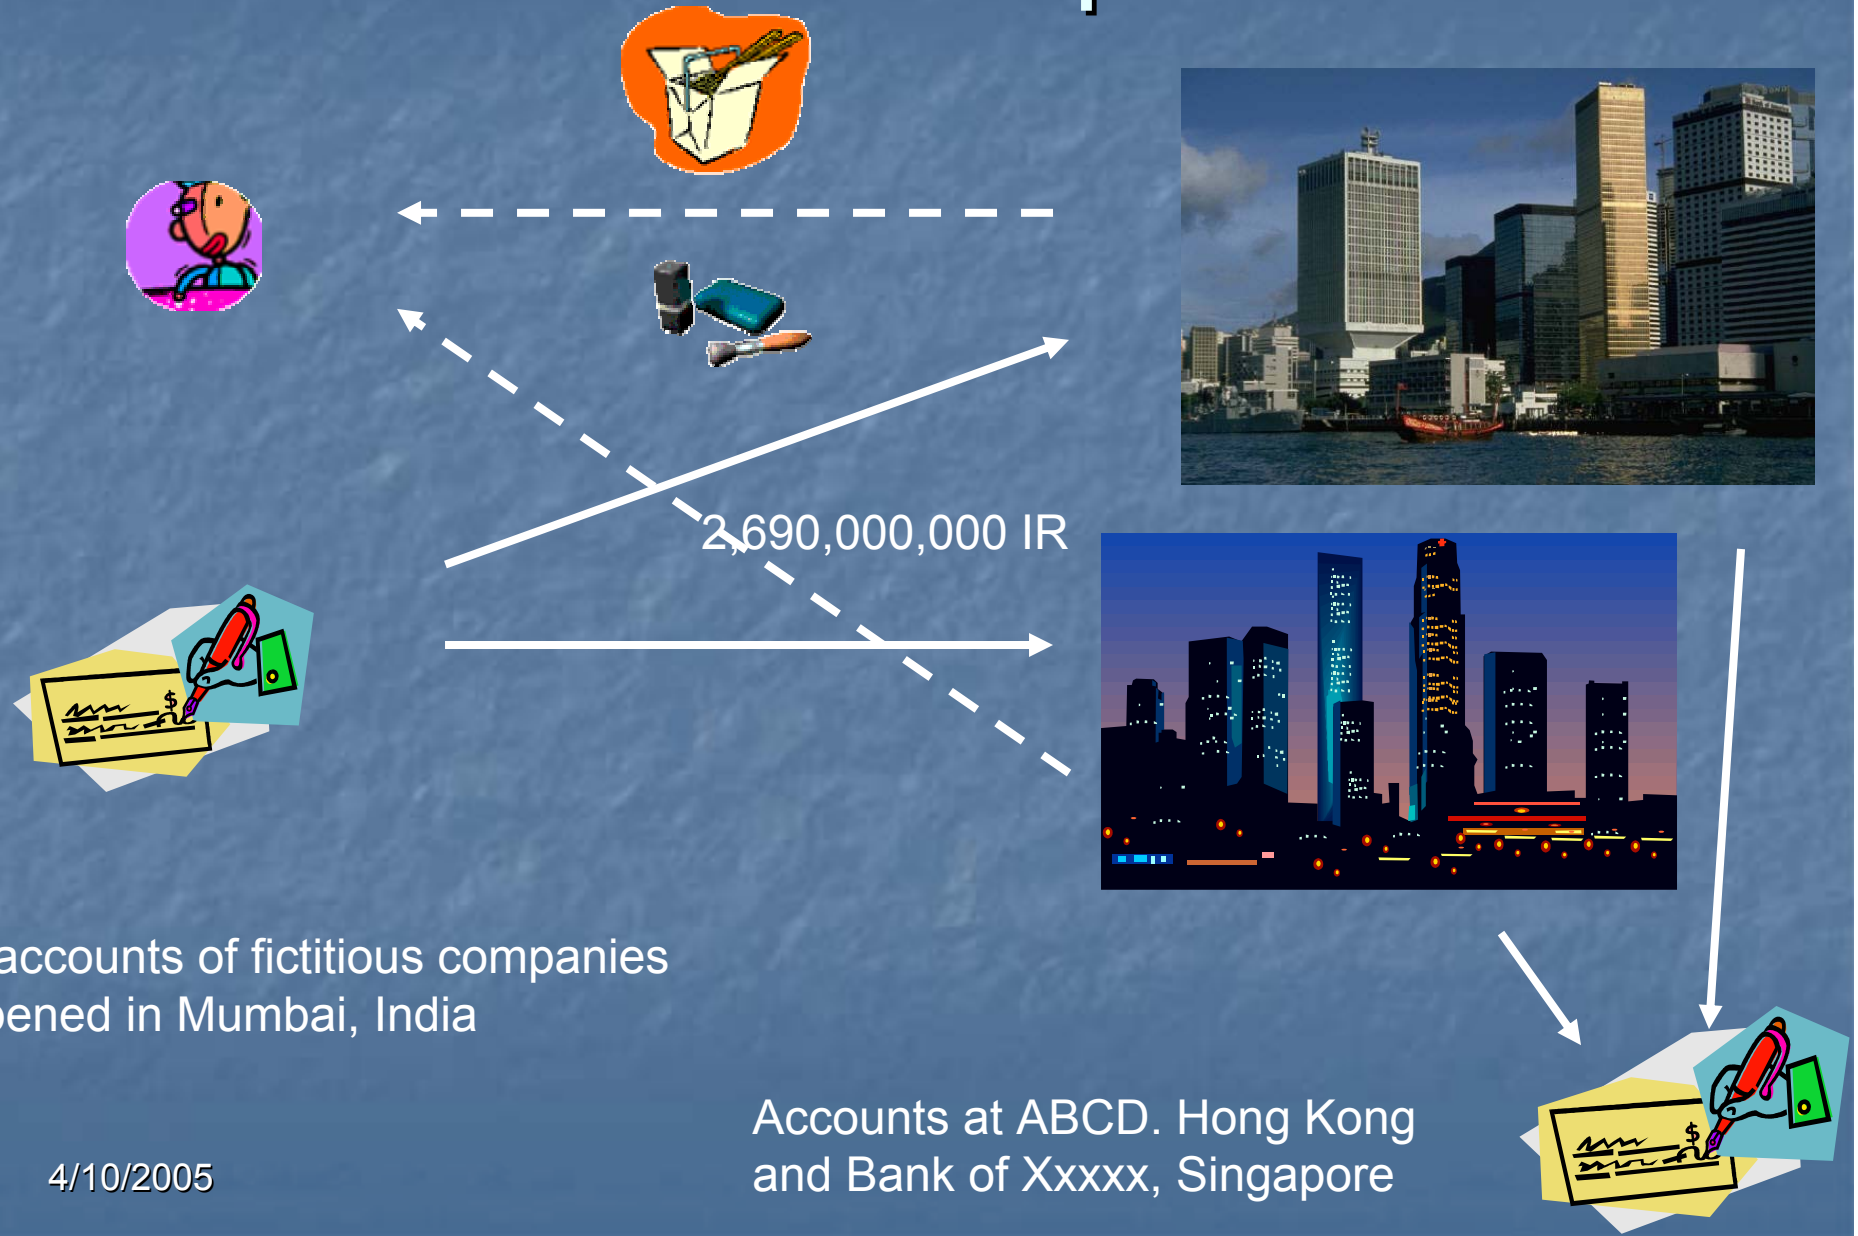 2,690,000,000 IR
accounts of fictitious companies
pened in Mumbai, India
Accounts at ABCD. Hong Kong
and Bank of Xxxxx, Singapore
4/10/2005